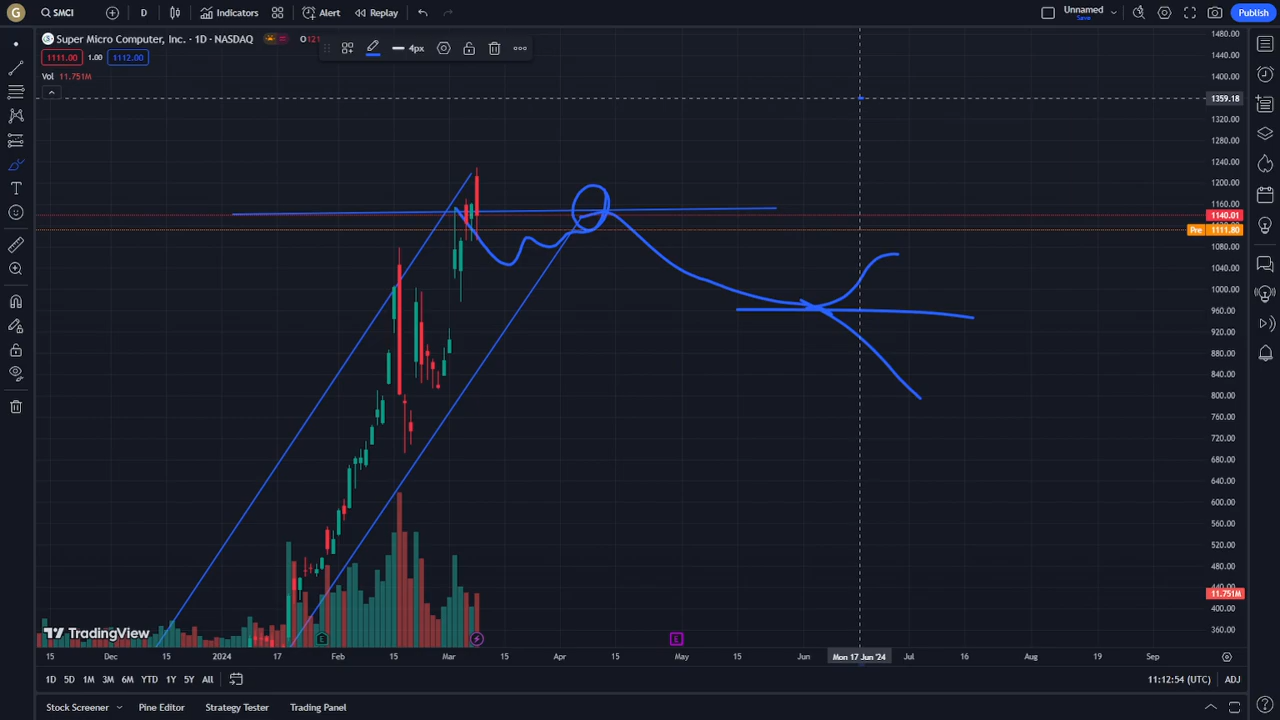 G SMCI D Indicators Alert Replay Unnamed Save Publish
Super Micro Computer, Inc. · 1D · NASDAQ O121 4px
1111.00 1.00 1112.00
Vol 11.751M
1480.00
1440.00
1400.00
1359.18
1320.00
1280.00
1240.00
1200.00
1160.00
1140.01
Pre 1111.80
1080.00
1040.00
1000.00
960.00
920.00
880.00
840.00
800.00
760.00
720.00
680.00
640.00
600.00
560.00
520.00
480.00
440.00
11.751M
400.00
360.00
TradingView
E E
15 Dec 15 2024 17 Feb 15 Mar 15 Apr 15 May 15 Jun Mon 17 Jun '24 Jul 16 Aug 19 Sep
1D 5D 1M 3M 6M YTD 1Y 5Y All 11:12:54 (UTC) ADJ
Stock Screener Pine Editor Strategy Tester Trading Panel